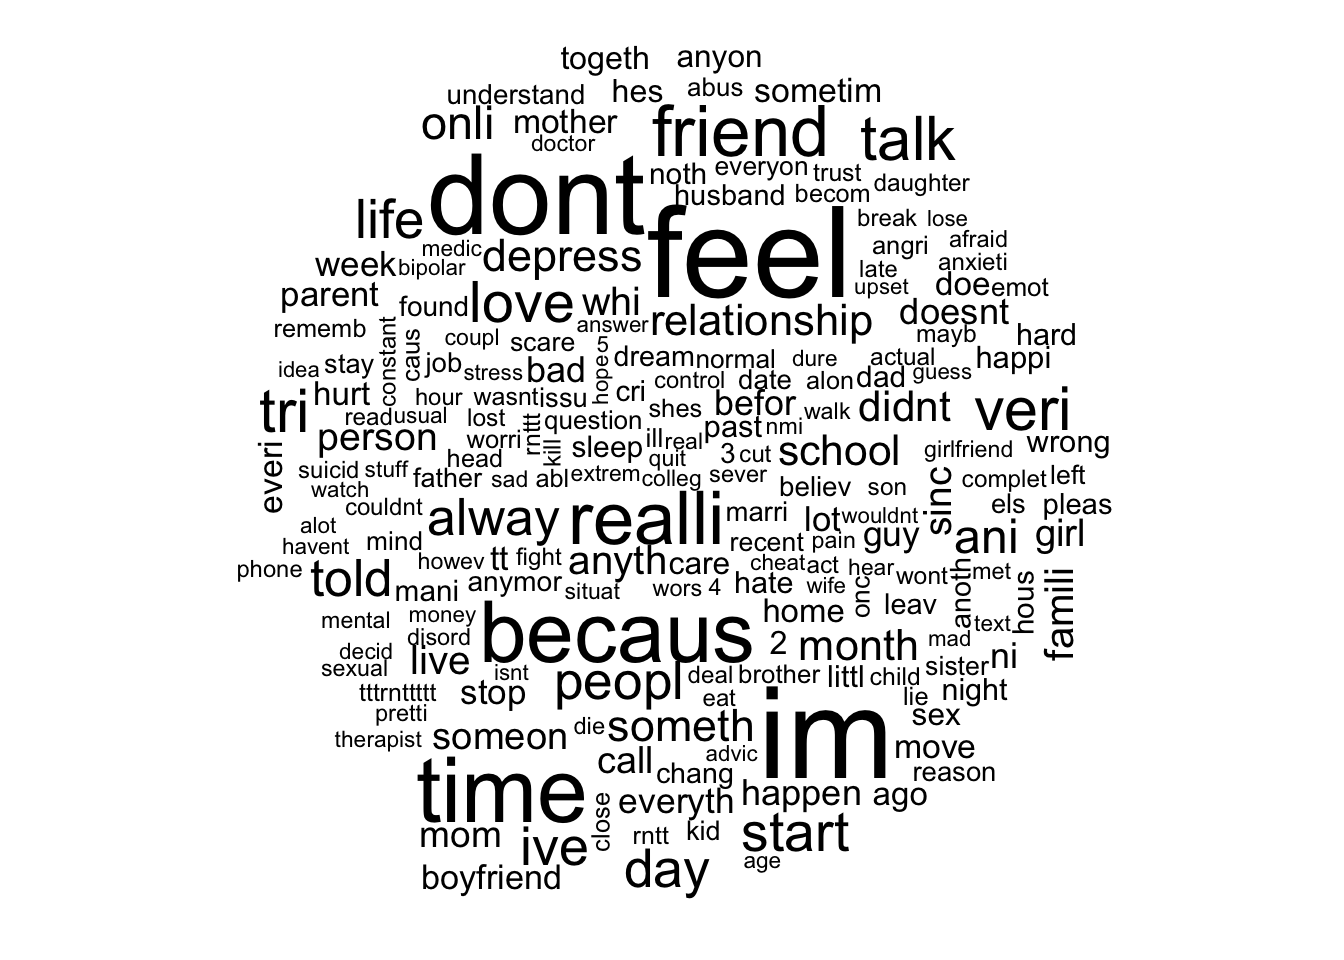 togeth anyon
understand hes abus sometim
onli mother friend talk
doctor
dont noth everyon trust
husband becom daughter
life feel break lose
medic depress angri afraid
week bipolar late anxieti
parent found love whi upset doe emot
answer relationship doesnt
rememb constant caus coupl scare 5 mayb hard
idea stay job stress bad hope dream normal dure actual happi
control date alon dad guess
tri hurt hour wasnt issu cri shes befor walk didnt veri
read usual lost rnttt question past nmi
person worri kill sleep ill real school girlfriend wrong
everi head quit 3 cut
suicid stuff father sad abl extrem colleg sever sinc complet left
watch believ son
couldnt alway realli marri lot wouldnt els pleas
alot
havent mind recent pain guy ani girl
phone told howev tt fight anyth care cheat act hear wont anoth met
mani anymor situat wors 4 hate wife onc hous famili
mental money becaus home leav text
decid disord 2 month mad
sexual live isnt peopl deal brother littl child sister ni
tttrnttttt stop eat lie night
pretti die someth im sex
therapist someon advic move
call chang reason
time close everyth happen ago
mom ive rntt kid start
boyfriend day age